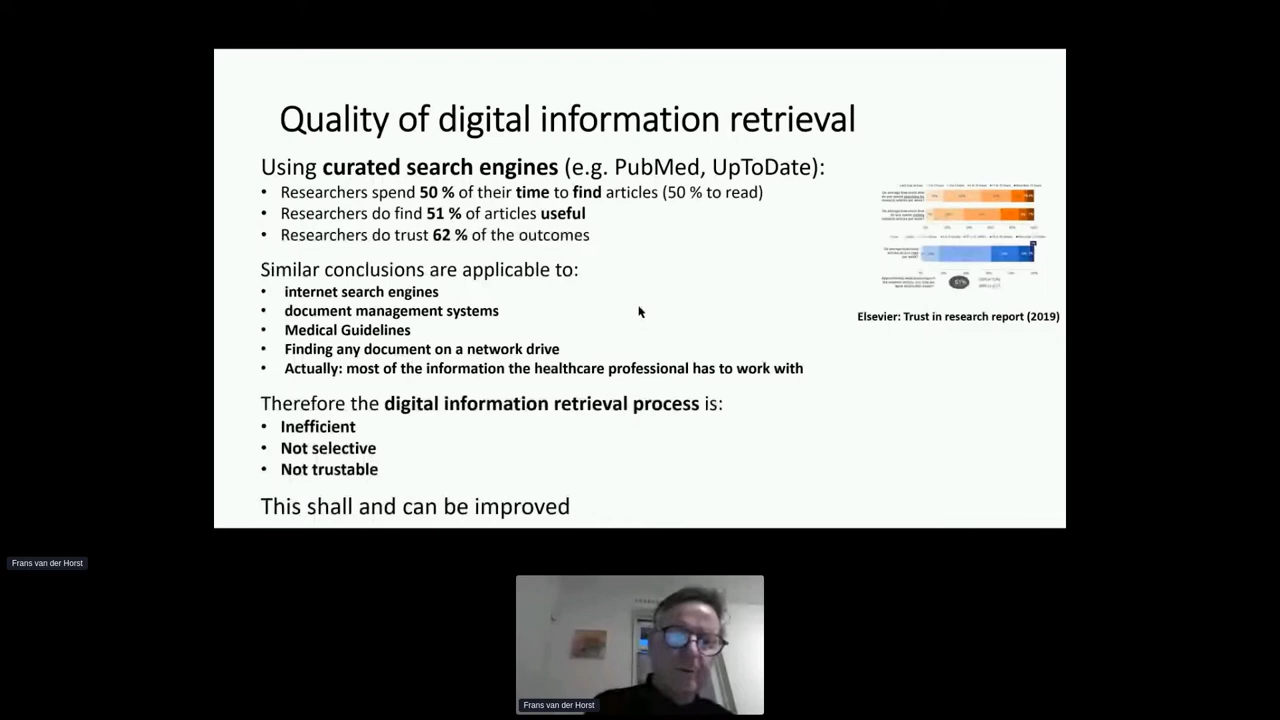 Quality of digital information retrieval
Using curated search engines (e.g. PubMed, UpToDate):
• Researchers spend 50 % of their time to find articles (50 % to read)
• Researchers do find 51 % of articles useful
• Researchers do trust 62 % of the outcomes
Similar conclusions are applicable to:
• Internet search engines
• document management systems
• Medical Guidelines
• Finding any document on a network drive
• Actually: most of the information the healthcare professional has to work with
Therefore the digital information retrieval process is:
• Inefficient
• Not selective
• Not trustable
This shall and can be improved
51%
Elsevier: Trust in research report (2019)
Frans van der Horst
Frans van der Horst